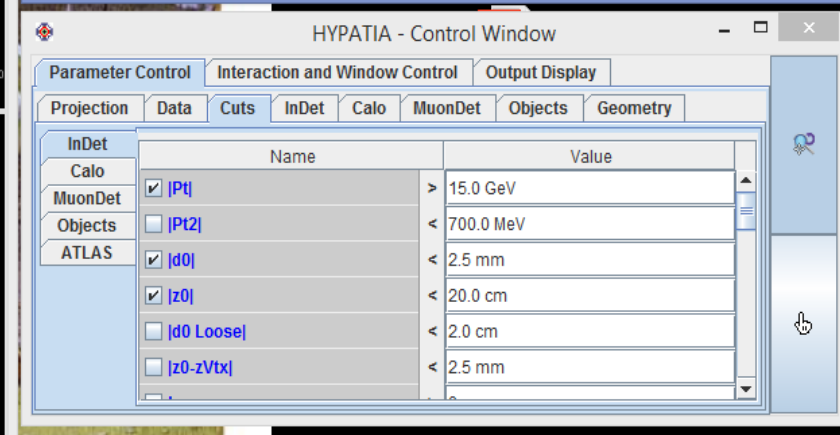 HYPATIA - Control Window
Parameter Control Interaction and Window Control Output Display
Projection Data Cuts InDet Calo MuonDet Objects Geometry
InDet
Calo
MuonDet
Objects
ATLAS
Name Value
|Pt| > 15.0 GeV
|Pt2| < 700.0 MeV
|d0| < 2.5 mm
|z0| < 20.0 cm
|d0 Loose| < 2.0 cm
|z0-zVtx| < 2.5 mm